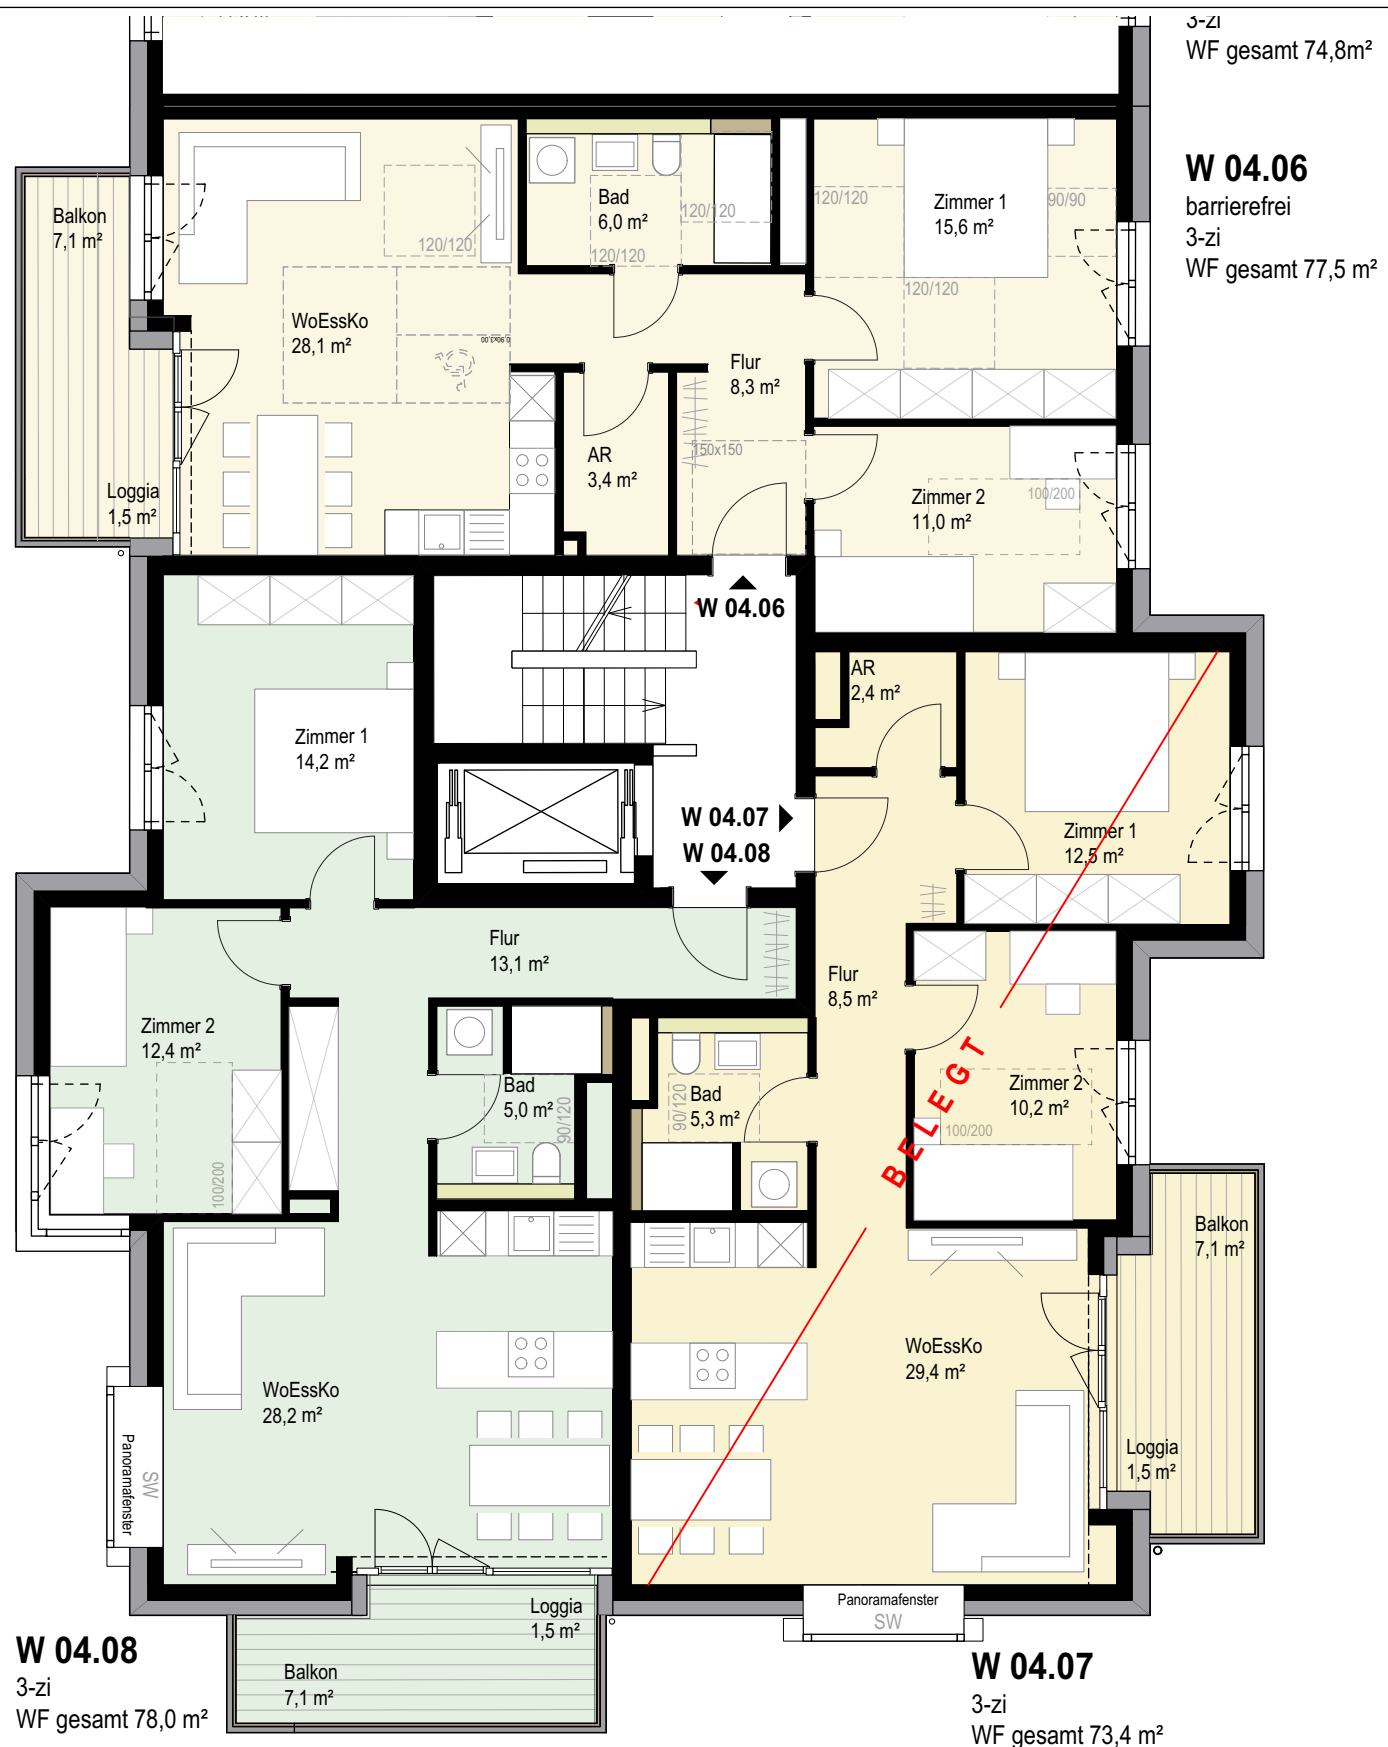 3-zi
WF gesamt 74,8m²
W 04.06
barrierefrei
3-zi
WF gesamt 77,5 m²
Balkon
7,1 m²
120/120
WoEssKo
28,1 m²
0,90x3,00
Loggia
1,5 m²
Bad
6,0 m²
120/120
120/120
120/120
Zimmer 1
15,6 m²
90/90
120/120
Flur
8,3 m²
AR
3,4 m²
150x150
Zimmer 2
11,0 m²
100/200
W 04.06
AR
2,4 m²
Zimmer 1
14,2 m²
W 04.07
W 04.08
Zimmer 1
12,5 m²
Flur
13,1 m²
Flur
8,5 m²
Zimmer 2
12,4 m²
100/200
Bad
5,0 m²
90/120
90/120
Bad
5,3 m²
BELEGT
Zimmer 2
10,2 m²
100/200
Balkon
7,1 m²
WoEssKo
28,2 m²
WoEssKo
29,4 m²
Loggia
1,5 m²
Panoramafenster
SW
Panoramafenster
SW
Loggia
1,5 m²
Balkon
7,1 m²
W 04.08
3-zi
WF gesamt 78,0 m²
W 04.07
3-zi
WF gesamt 73,4 m²